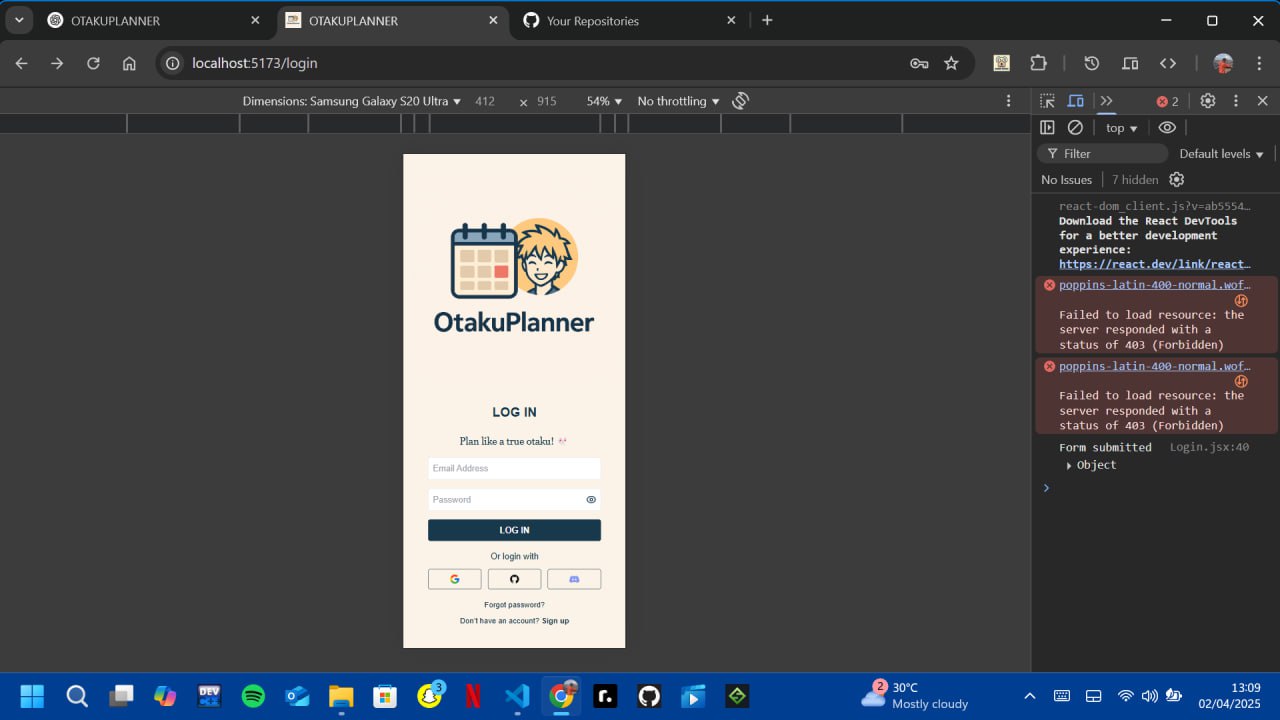 OTAKUPLANNER
OTAKUPLANNER
Your Repositories
localhost:5173/login
Dimensions: Samsung Galaxy S20 Ultra 412 × 915 54% No throttling
2
top
Filter
Default levels
No Issues 7 hidden
react-dom_client.js?v=ab5554…
Download the React DevTools
for a better development
experience:
https://react.dev/link/react…
poppins-latin-400-normal.wof…
Failed to load resource: the
server responded with a
status of 403 (Forbidden)
poppins-latin-400-normal.wof…
Failed to load resource: the
server responded with a
status of 403 (Forbidden)
Form submitted Login.jsx:40
Object
OtakuPlanner
LOG IN
Plan like a true otaku!
Email Address
Password
LOG IN
Or login with
Forgot password?
Don't have an account? Sign up
DEV
3
2
30°C
Mostly cloudy
13:09
02/04/2025